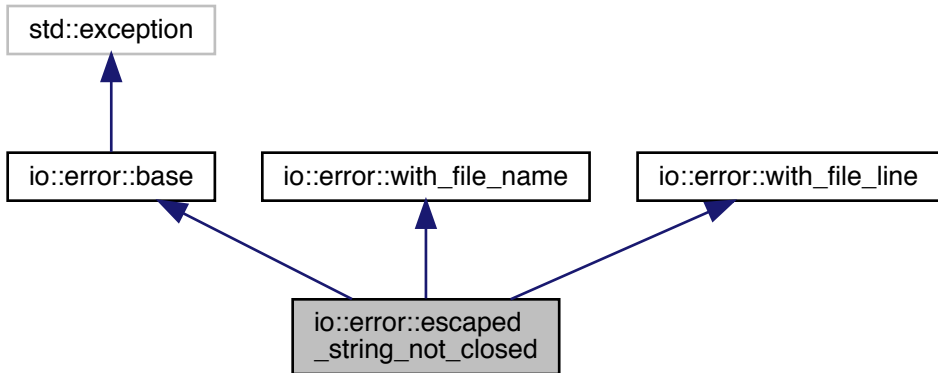 std::exception
io::error::base
io::error::with_file_name
io::error::with_file_line
io::error::escaped
_string_not_closed